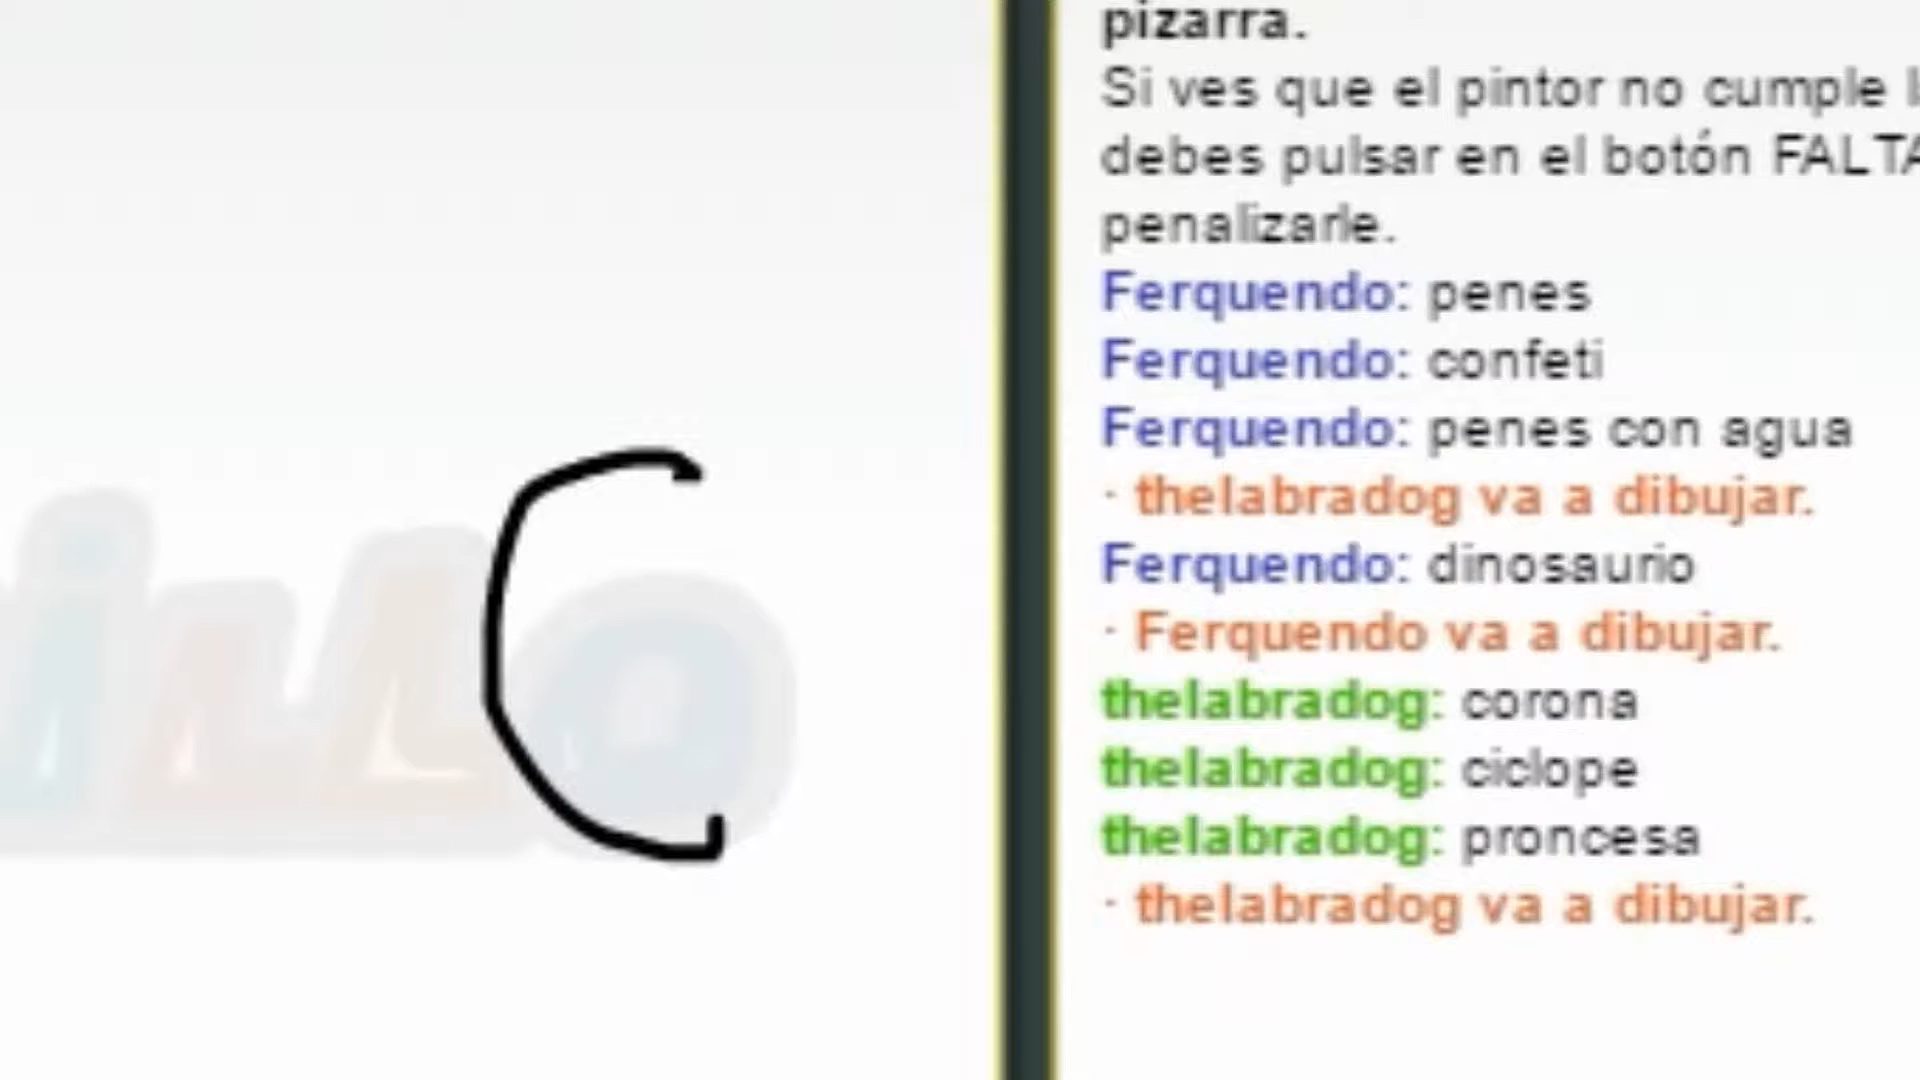 pizarra.
Si ves que el pintor no cumple
debes pulsar en el botón FALTA
penalizarle.
Ferquendo: penes
Ferquendo: confeti
Ferquendo: penes con agua
· thelabradog va a dibujar.
Ferquendo: dinosaurio
· Ferquendo va a dibujar.
thelabradog: corona
thelabradog: ciclope
thelabradog: proncesa
· thelabradog va a dibujar.